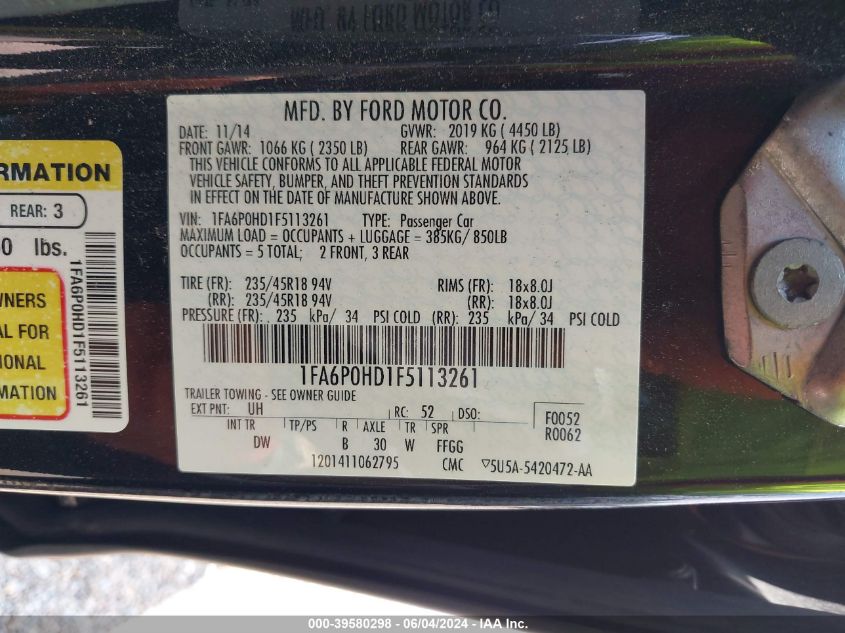 MFD. BY FORD MOTOR CO.
DATE: 11/14 GVWR: 2019 KG ( 4450 LB)
FRONT GAWR: 1066 KG ( 2350 LB) REAR GAWR: 964 KG ( 2125 LB)
THIS VEHICLE CONFORMS TO ALL APPLICABLE FEDERAL MOTOR
VEHICLE SAFETY, BUMPER, AND THEFT PREVENTION STANDARDS
IN EFFECT ON THE DATE OF MANUFACTURE SHOWN ABOVE.
VIN: 1FA6P0HD1F5113261 TYPE: Passenger Car
MAXIMUM LOAD = OCCUPANTS + LUGGAGE = 385KG/ 850LB
OCCUPANTS = 5 TOTAL; 2 FRONT, 3 REAR
TIRE (FR): 235/45R18 94V RIMS (FR): 18x8.0J
(RR): 235/45R18 94V (RR): 18x8.0J
PRESSURE (FR): 235 kPa/ 34 PSI COLD (RR): 235 kPa/ 34 PSI COLD
1FA6P0HD1F5113261
TRAILER TOWING - SEE OWNER GUIDE
EXT PNT: UH RC: 52 DSO: F0052
INT TR TP/PS R AXLE TR SPR R0062
DW B 30 W FFGG
1201411062795 CMC ▽5U5A-5420472-AA
RMATION
REAR: 3
0 lbs.
WNERS
AL FOR
IONAL
MATION
1FA6P0HD1F5113261
000-39580298 - 06/04/2024 - IAAI.com